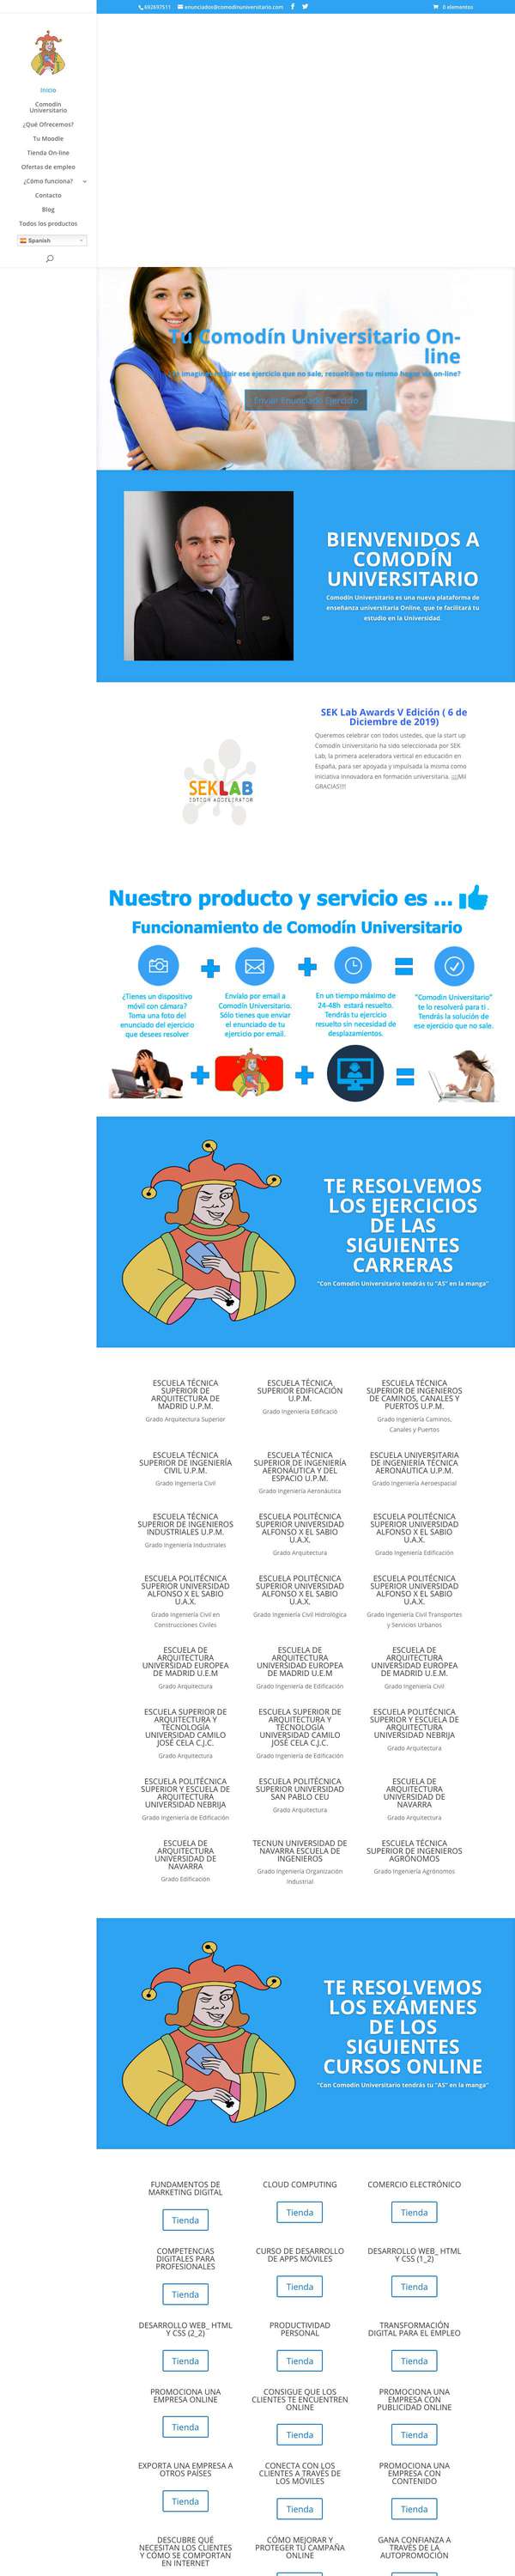 692697511
enunciados@comodinuniversitario.com
0 elementos
INICIO
Comodín
Universitario
¿Qué Ofrecemos?
Tu Moodle
Tienda On-line
Ofertas de empleo
¿Cómo funciona?
Contacto
Blog
Todos los productos
Spanish
Tu Comodín Universitario On-
line
ese ejercicio que no sale, resuelto en tu mismo on-line?
Enviar Enunciado Ejercicio
BIENVENIDOS A
COMODÍN
UNIVERSITARIO
Comodín Universitario es una nueva plataforma de
enseñanza universitaria Online, que te facilitará tu
estudio en la Universidad.
SEK Lab Awards V Edición ( 6 de
Diciembre de 2019)
Queremos celebrar con todos ustedes, que la start up
Comodín Universitario ha sido seleccionada por SEK
Lab, la primera aceleradora vertical en educación en
España, para ser apoyada y impulsada la misma como
iniciativa innovadora en formación universitaria. ¡¡¡¡Mil
GRACIAS!!!!
SEKLAB
EDTECH ACCELERATOR
Nuestro producto y servicio es ...
Funcionamiento de Comodín Universitario
¿Tienes un dispositivo
móvil con cámara?
Toma una foto del
enunciado del ejercicio
que desees resolver
Envíalo por email a
Comodín Universitario.
Sólo tienes que enviar
el enunciado de tu
ejercicio por email.
En un tiempo máximo de
24-48h estará resuelto.
Tendrás tu ejercicio
resuelto sin necesidad de
desplazamientos.
"Comodín Universitario"
te lo resolverá para ti .
Tendrás la solución de
ese ejercicio que no sale.
TE RESOLVEMOS
LOS EJERCICIOS
DE LAS
SIGUIENTES
CARRERAS
"Con Comodín Universitario tendrás tu "AS" en la manga"
ESCUELA TÉCNICA
SUPERIOR DE
ARQUITECTURA DE
MADRID U.P.M.
Grado Arquitectura Superior
ESCUELA TÉCNICA
SUPERIOR EDIFICACIÓN
U.P.M.
Grado Ingeniería Edificació
ESCUELA TÉCNICA
SUPERIOR DE INGENIEROS
DE CAMINOS, CANALES Y
PUERTOS U.P.M.
Grado Ingeniería Caminos,
Canales y Puertos
ESCUELA TÉCNICA
SUPERIOR DE INGENIERÍA
CIVIL U.P.M.
Grado Ingeniería Civil
ESCUELA TÉCNICA
SUPERIOR DE INGENIERÍA
AERONÁUTICA Y DEL
ESPACIO U.P.M.
Grado Ingeniería Aeronáutica
ESCUELA UNIVERSITARIA
DE INGENIERÍA TÉCNICA
AERONÁUTICA U.P.M.
Grado Ingeniería Aeroespacial
ESCUELA TÉCNICA
SUPERIOR DE INGENIEROS
INDUSTRIALES U.P.M.
Grado Ingeniería Industriales
ESCUELA POLITÉCNICA
SUPERIOR UNIVERSIDAD
ALFONSO X EL SABIO
U.A.X.
Grado Arquitectura
ESCUELA POLITÉCNICA
SUPERIOR UNIVERSIDAD
ALFONSO X EL SABIO
U.A.X.
Grado Ingeniería Edificación
ESCUELA POLITÉCNICA
SUPERIOR UNIVERSIDAD
ALFONSO X EL SABIO
U.A.X.
Grado Ingeniería Civil en
Construcciones Civiles
ESCUELA POLITÉCNICA
SUPERIOR UNIVERSIDAD
ALFONSO X EL SABIO
U.A.X.
Grado Ingeniería Civil Hidrológica
ESCUELA POLITÉCNICA
SUPERIOR UNIVERSIDAD
ALFONSO X EL SABIO
U.A.X.
Grado Ingeniería Civil Transportes
y Servicios Urbanos
ESCUELA DE
ARQUITECTURA
UNIVERSIDAD EUROPEA
DE MADRID U.E.M
Grado Arquitectura
ESCUELA DE
ARQUITECTURA
UNIVERSIDAD EUROPEA
DE MADRID U.E.M
Grado Ingeniería de Edificación
ESCUELA DE
ARQUITECTURA
UNIVERSIDAD EUROPEA
DE MADRID U.E.M.
Grado Ingeniería Civil
ESCUELA SUPERIOR DE
ARQUITECTURA Y
TECNOLOGÍA
UNIVERSIDAD CAMILO
JOSÉ CELA C.J.C.
Grado Arquitectura
ESCUELA SUPERIOR DE
ARQUITECTURA Y
TECNOLOGÍA
UNIVERSIDAD CAMILO
JOSÉ CELA C.J.C.
Grado Ingeniería de Edificación
ESCUELA POLITÉCNICA
SUPERIOR Y ESCUELA DE
ARQUITECTURA
UNIVERSIDAD NEBRIJA
Grado Arquitectura
ESCUELA POLITÉCNICA
SUPERIOR Y ESCUELA DE
ARQUITECTURA
UNIVERSIDAD NEBRIJA
Grado Ingeniería de Edificación
ESCUELA POLITÉCNICA
SUPERIOR UNIVERSIDAD
SAN PABLO CEU
Grado Arquitectura
ESCUELA DE
ARQUITECTURA
UNIVERSIDAD DE
NAVARRA
Grado Arquitectura
ESCUELA DE
ARQUITECTURA
UNIVERSIDAD DE
NAVARRA
Grado Edificación
TECNUN UNIVERSIDAD DE
NAVARRA ESCUELA DE
INGENIEROS
Grado Ingeniería Organización
Industrial
ESCUELA TÉCNICA
SUPERIOR DE INGENIEROS
AGRÓNOMOS
Grado Ingeniería Agrónomos
TE RESOLVEMOS
LOS EXÁMENES
DE LOS
SIGUIENTES
CURSOS ONLINE
"Con Comodín Universitario tendrás tu "AS" en la manga"
FUNDAMENTOS DE
MARKETING DIGITAL
Tienda
CLOUD COMPUTING
Tienda
COMERCIO ELECTRÓNICO
Tienda
COMPETENCIAS
DIGITALES PARA
PROFESIONALES
Tienda
CURSO DE DESARROLLO
DE APPS MÓVILES
Tienda
DESARROLLO WEB_ HTML
Y CSS (1_2)
Tienda
DESARROLLO WEB_ HTML
Y CSS (2_2)
Tienda
PRODUCTIVIDAD
PERSONAL
Tienda
TRANSFORMACIÓN
DIGITAL PARA EL EMPLEO
Tienda
PROMOCIONA UNA
EMPRESA ONLINE
Tienda
CONSIGUE QUE LOS
CLIENTES TE ENCUENTREN
ONLINE
Tienda
PROMOCIONA UNA
EMPRESA CON
PUBLICIDAD ONLINE
Tienda
EXPORTA UNA EMPRESA A
OTROS PAÍSES
Tienda
CONECTA CON LOS
CLIENTES A TRAVÉS DE
LOS MÓVILES
Tienda
PROMOCIONA UNA
EMPRESA CON
CONTENIDO
Tienda
DESCUBRE QUÉ
NECESITAN LOS CLIENTES
Y CÓMO SE COMPORTAN
EN INTERNET
CÓMO MEJORAR Y
PROTEGER TU CAMPAÑA
ONLINE
GANA CONFIANZA A
TRAVÉS DE LA
AUTOPROMOCIÓN